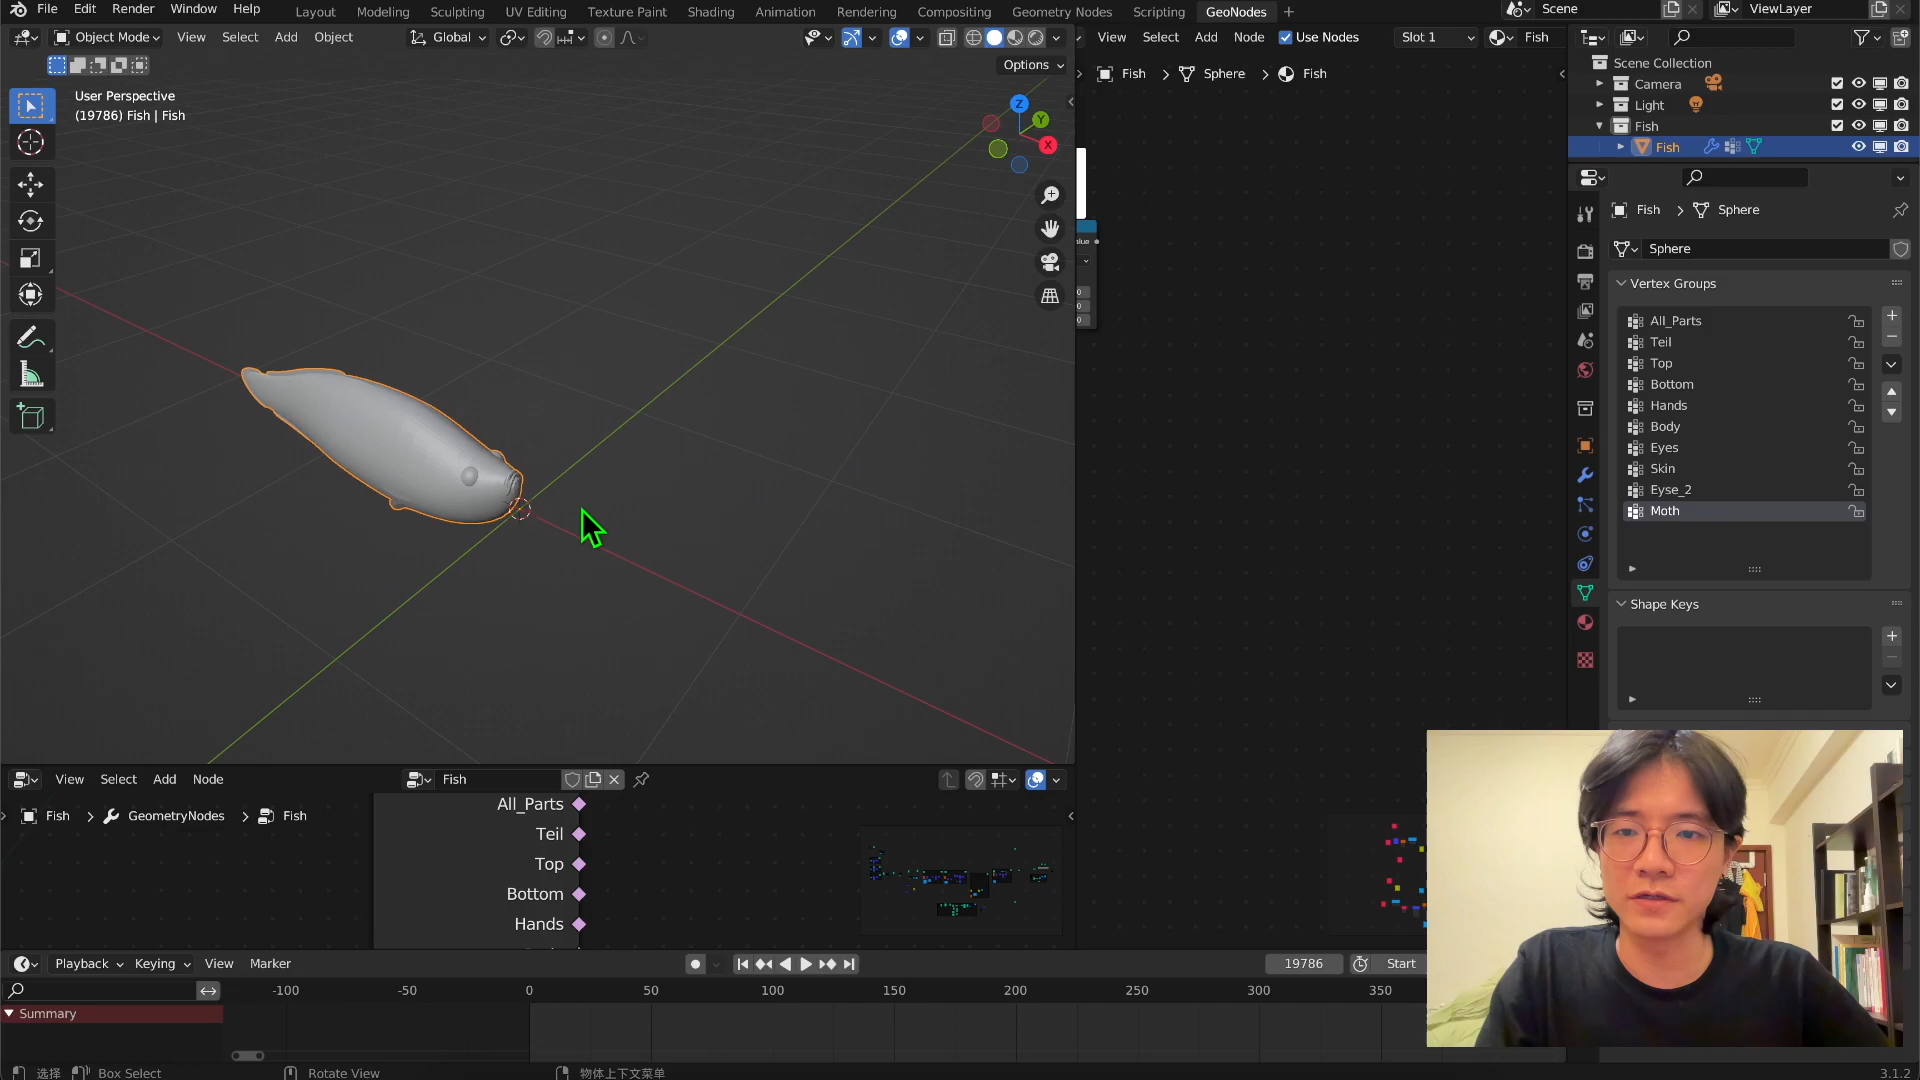 File Edit Render Window Help Layout Modeling Sculpting UV Editing Texture Paint Shading Animation Rendering Compositing Geometry Nodes Scripting GeoNodes + Scene ViewLayer
Object Mode View Select Add Object Global
View Select Add Node Use Nodes Slot 1 Fish
Options
User Perspective
(19786) Fish | Fish
Z
Y
X
Fish > Sphere > Fish
Scene Collection
Camera
Light
Fish
Fish
Fish > Sphere
Sphere
Vertex Groups
All_Parts
Teil
Top
Bottom
Hands
Body
Eyes
Skin
Eyse_2
Moth
Shape Keys
View Select Add Node Fish
Fish > GeometryNodes > Fish
All_Parts
Teil
Top
Bottom
Hands
Playback Keying View Marker 19786 Start
-100 -50 0 50 100 150 200 250 300 350
Summary
选择 Box Select Rotate View 物体上下文菜单 3.1.2